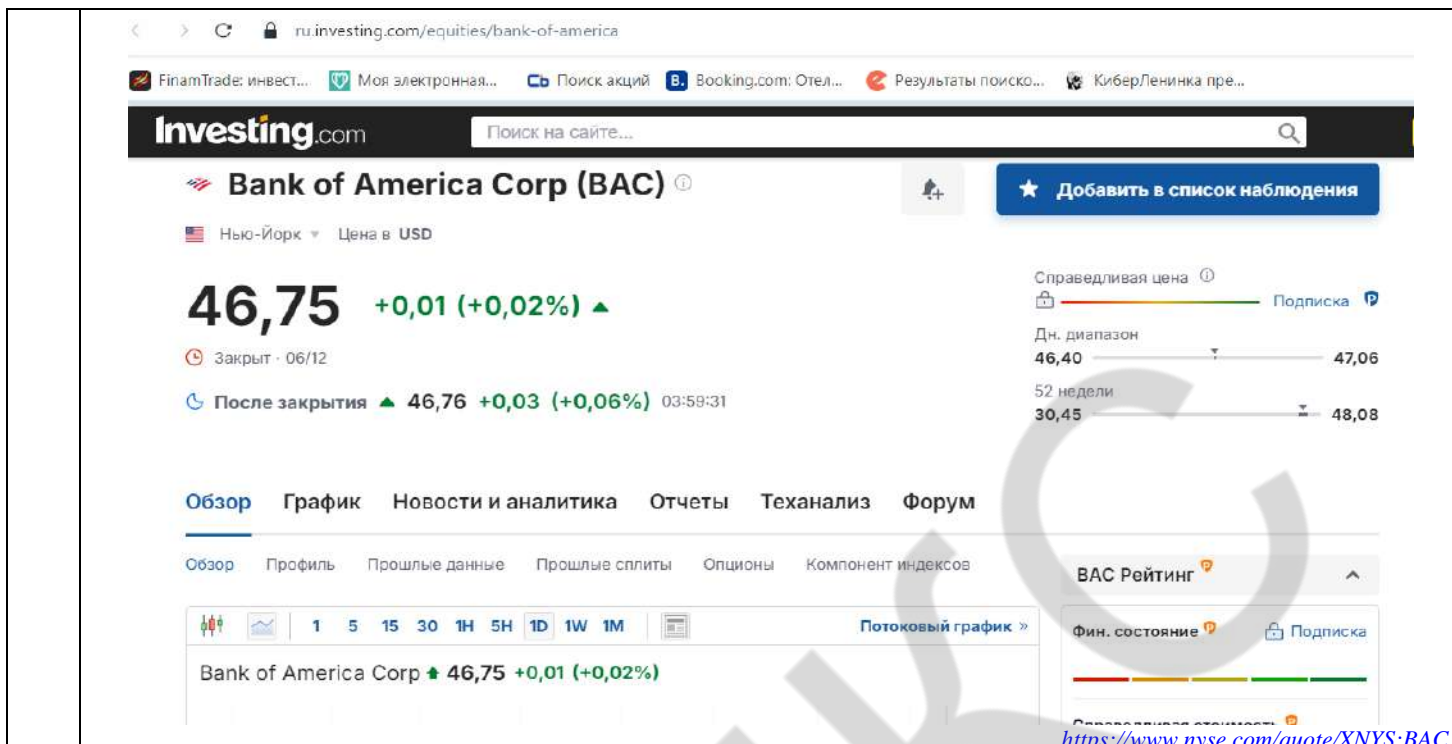 ru.investing.com/equities/bank-of-america
FinamTrade: инвест... Моя электронная... Сb Поиск акций B. Booking.com: Отел... Результаты поиско... КиберЛенинка пре...
Investing.com Поиск на сайте...
Bank of America Corp (BAC) Добавить в список наблюдения
Нью-Йорк Цена в USD
46,75 +0,01 (+0,02%)
Справедливая цена
Подписка
Закрыт · 06/12
Дн. диапазон
46,40 47,06
После закрытия 46,76 +0,03 (+0,06%) 03:59:31
52 недели
30,45 48,08
Обзор График Новости и аналитика Отчеты Теханализ Форум
Обзор Профиль Прошлые данные Прошлые сплиты Опционы Компонент индексов
BAC Рейтинг
1 5 15 30 1H 5H 1D 1W 1M Потоковый график »
Фин. состояние Подписка
Bank of America Corp 46,75 +0,01 (+0,02%)
Справедливая стоимость
https://www.nyse.com/quote/XNYS:BAC